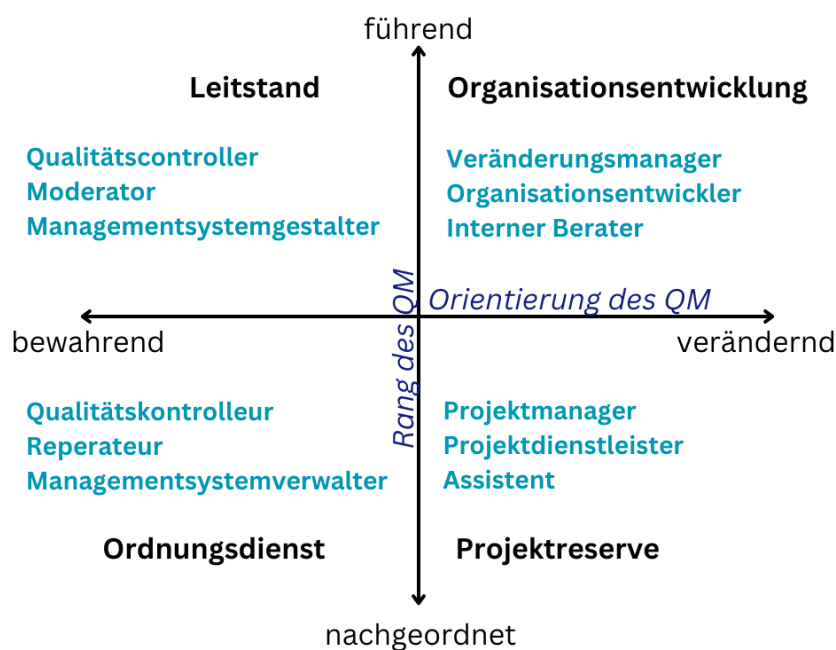 führend
Leitstand
Organisationsentwicklung
Qualitätscontroller
Moderator
Managementsystemgestalter
Veränderungsmanager
Organisationsentwickler
Interner Berater
Rang des QM
Orientierung des QM
bewahrend
verändernd
Qualitätskontrolleur
Reperateur
Managementsystemverwalter
Projektmanager
Projektdienstleister
Assistent
Ordnungsdienst
Projektreserve
nachgeordnet